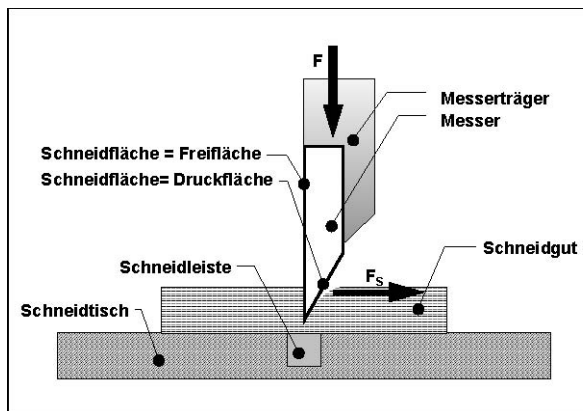 F
Messerträger
Messer
Schneidfläche = Freifläche
Schneidfläche= Druckfläche
Schneidgut
Schneidleiste
FS
Schneidtisch